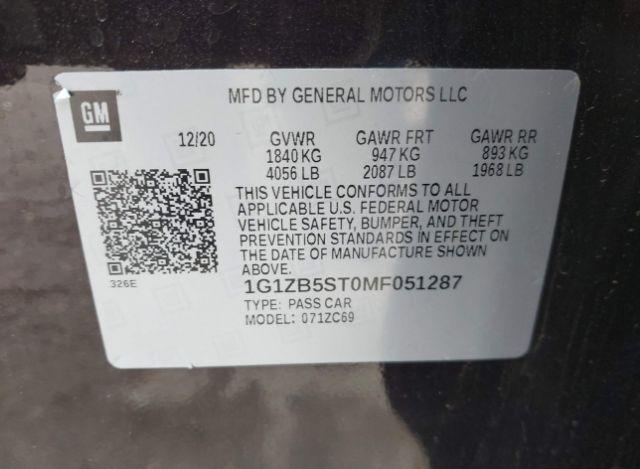 GM
MFD BY GENERAL MOTORS LLC
12/20 GVWR GAWR FRT GAWR RR
1840 KG 947 KG 893 KG
4056 LB 2087 LB 1968 LB
THIS VEHICLE CONFORMS TO ALL
APPLICABLE U.S. FEDERAL MOTOR
VEHICLE SAFETY, BUMPER, AND THEFT
PREVENTION STANDARDS IN EFFECT ON
THE DATE OF MANUFACTURE SHOWN
ABOVE.
326E
1G1ZB5ST0MF051287
TYPE: PASS CAR
MODEL: 071ZC69